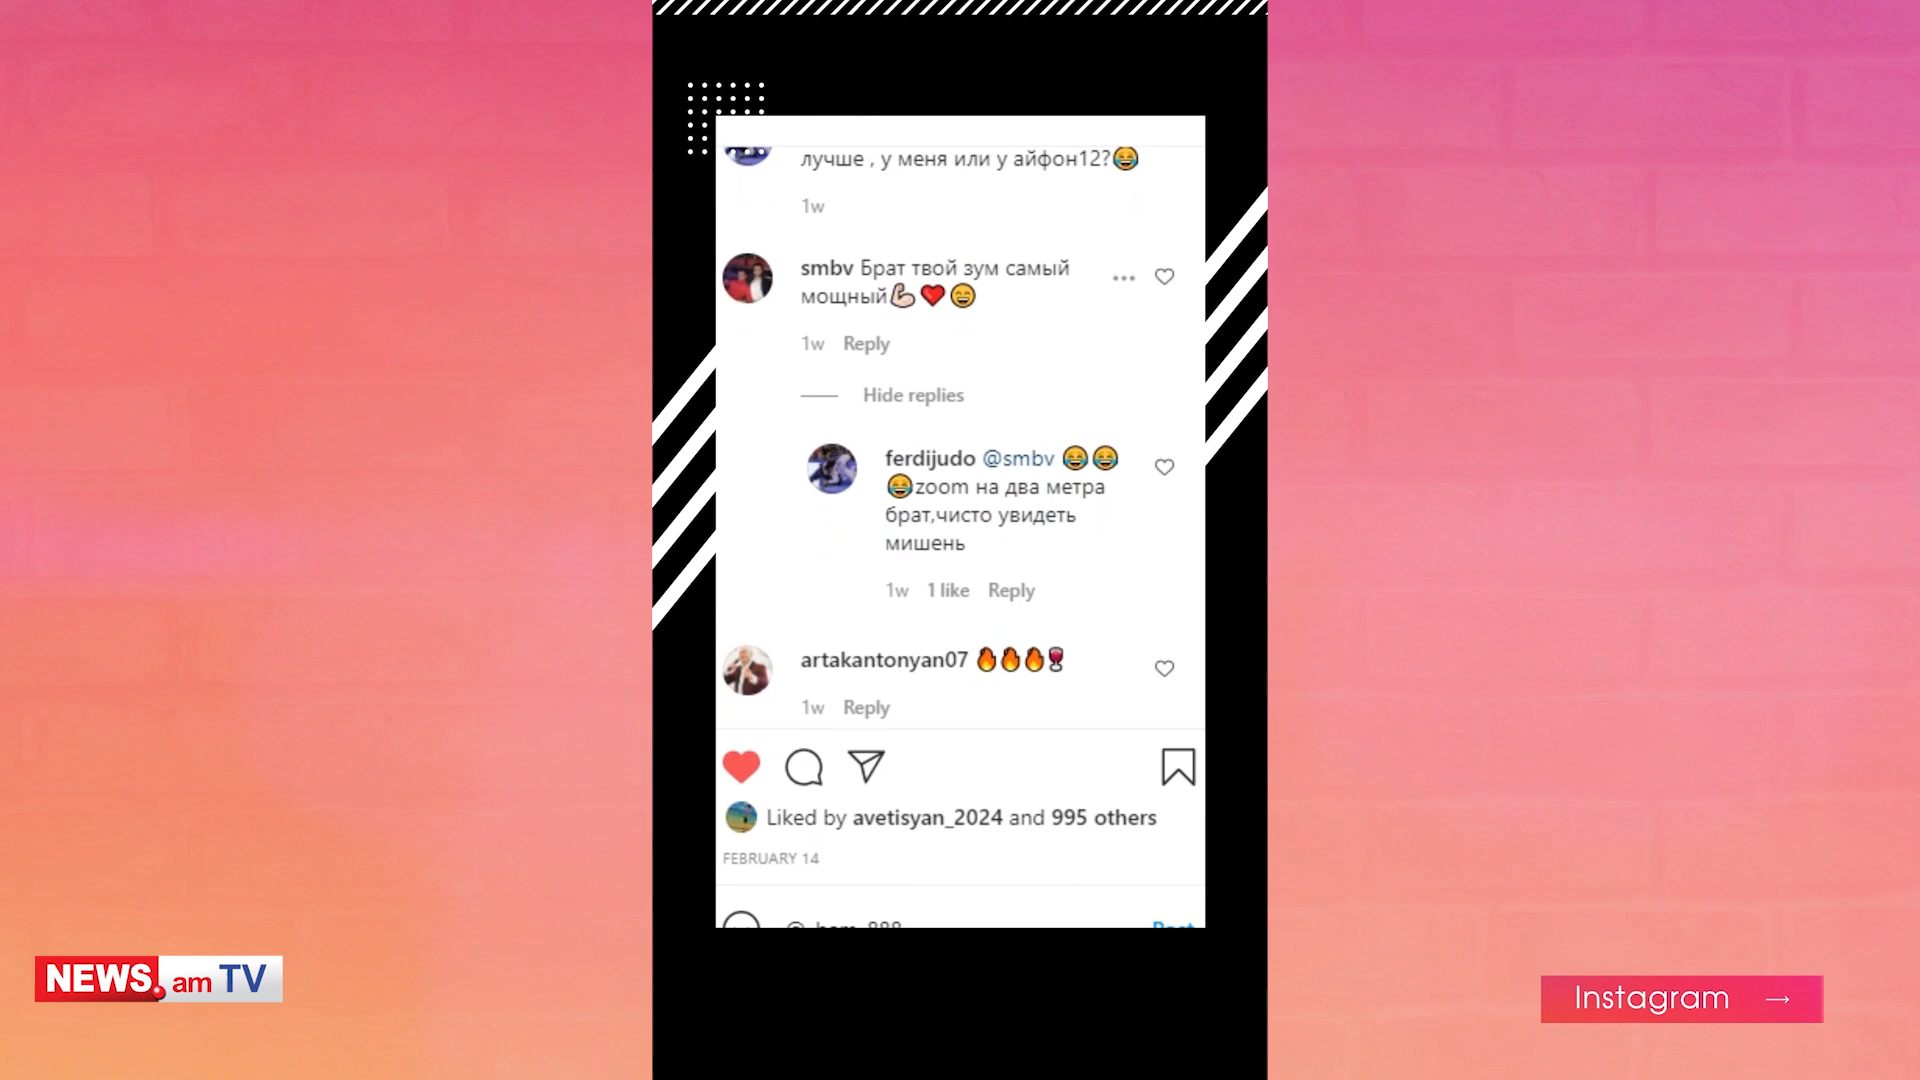 лучше , у меня или у айфон12?😂
1w
smbv Брат твой зум самый
мощный💪🏻❤️😄
1w Reply
Hide replies
ferdijudo @smbv 😂😂
😂zoom на два метра
брат,чисто увидеть
мишень
1w 1 like Reply
artakantonyan07 🔥🔥🔥🍷
1w Reply
Liked by avetisyan_2024 and 995 others
FEBRUARY 14
Post
NEWS.am TV
Instagram →